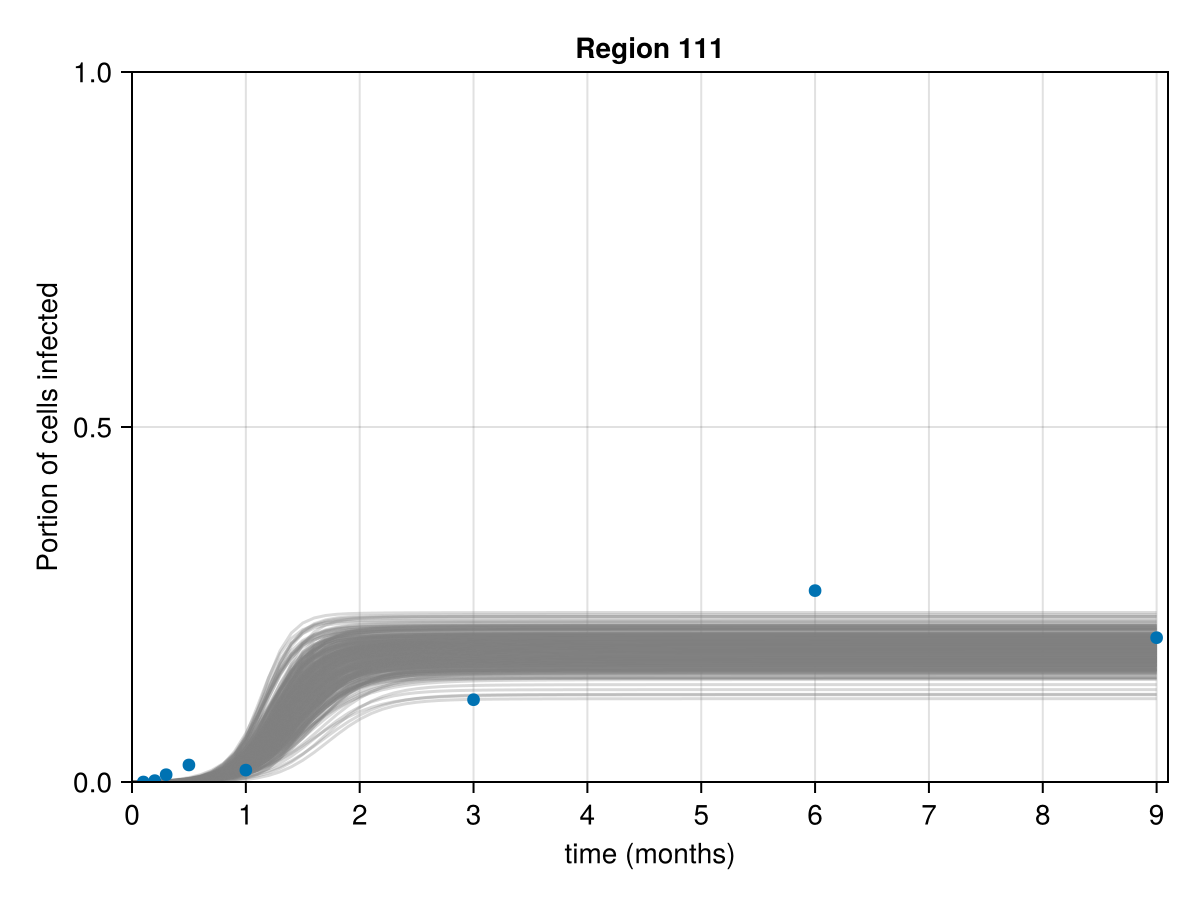 Region 111
1.0
0.5
0.0
Portion of cells infected
0 1 2 3 4 5 6 7 8 9
time (months)